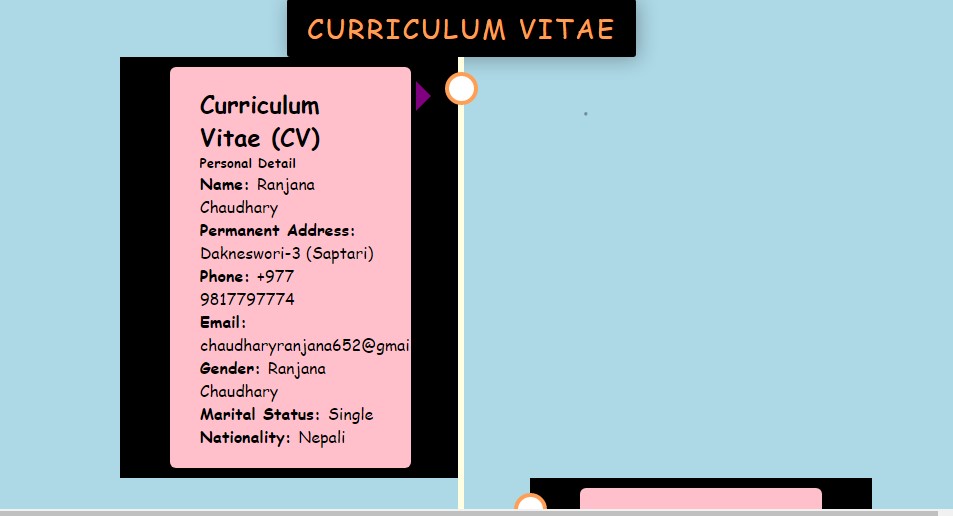 CURRICULUM VITAE
Curriculum
Vitae (CV)
Personal Detail
Name: Ranjana
Chaudhary
Permanent Address:
Dakneswori-3 (Saptari)
Phone: +977
9817797774
Email:
chaudharyranjana652@gmai
Gender: Ranjana
Chaudhary
Marital Status: Single
Nationality: Nepali